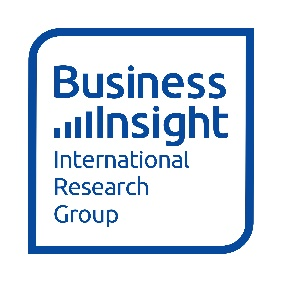 Business
Insight
International
Research
Group